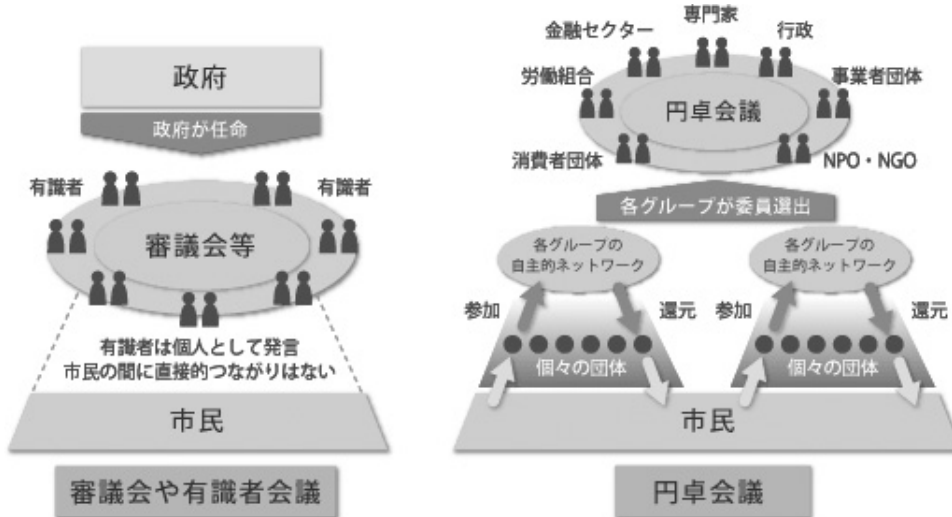 政府
政府が任命
有識者
有識者
審議会等
有識者は個人として発言
市民の間に直接的つながりはない
市民
審議会や有識者会議
専門家
金融セクター
行政
労働組合
事業者団体
円卓会議
消費者団体
NPO・NGO
各グループが委員選出
各グループの
自主的ネットワーク
各グループの
自主的ネットワーク
参加
還元
参加
還元
個々の団体
個々の団体
市民
円卓会議